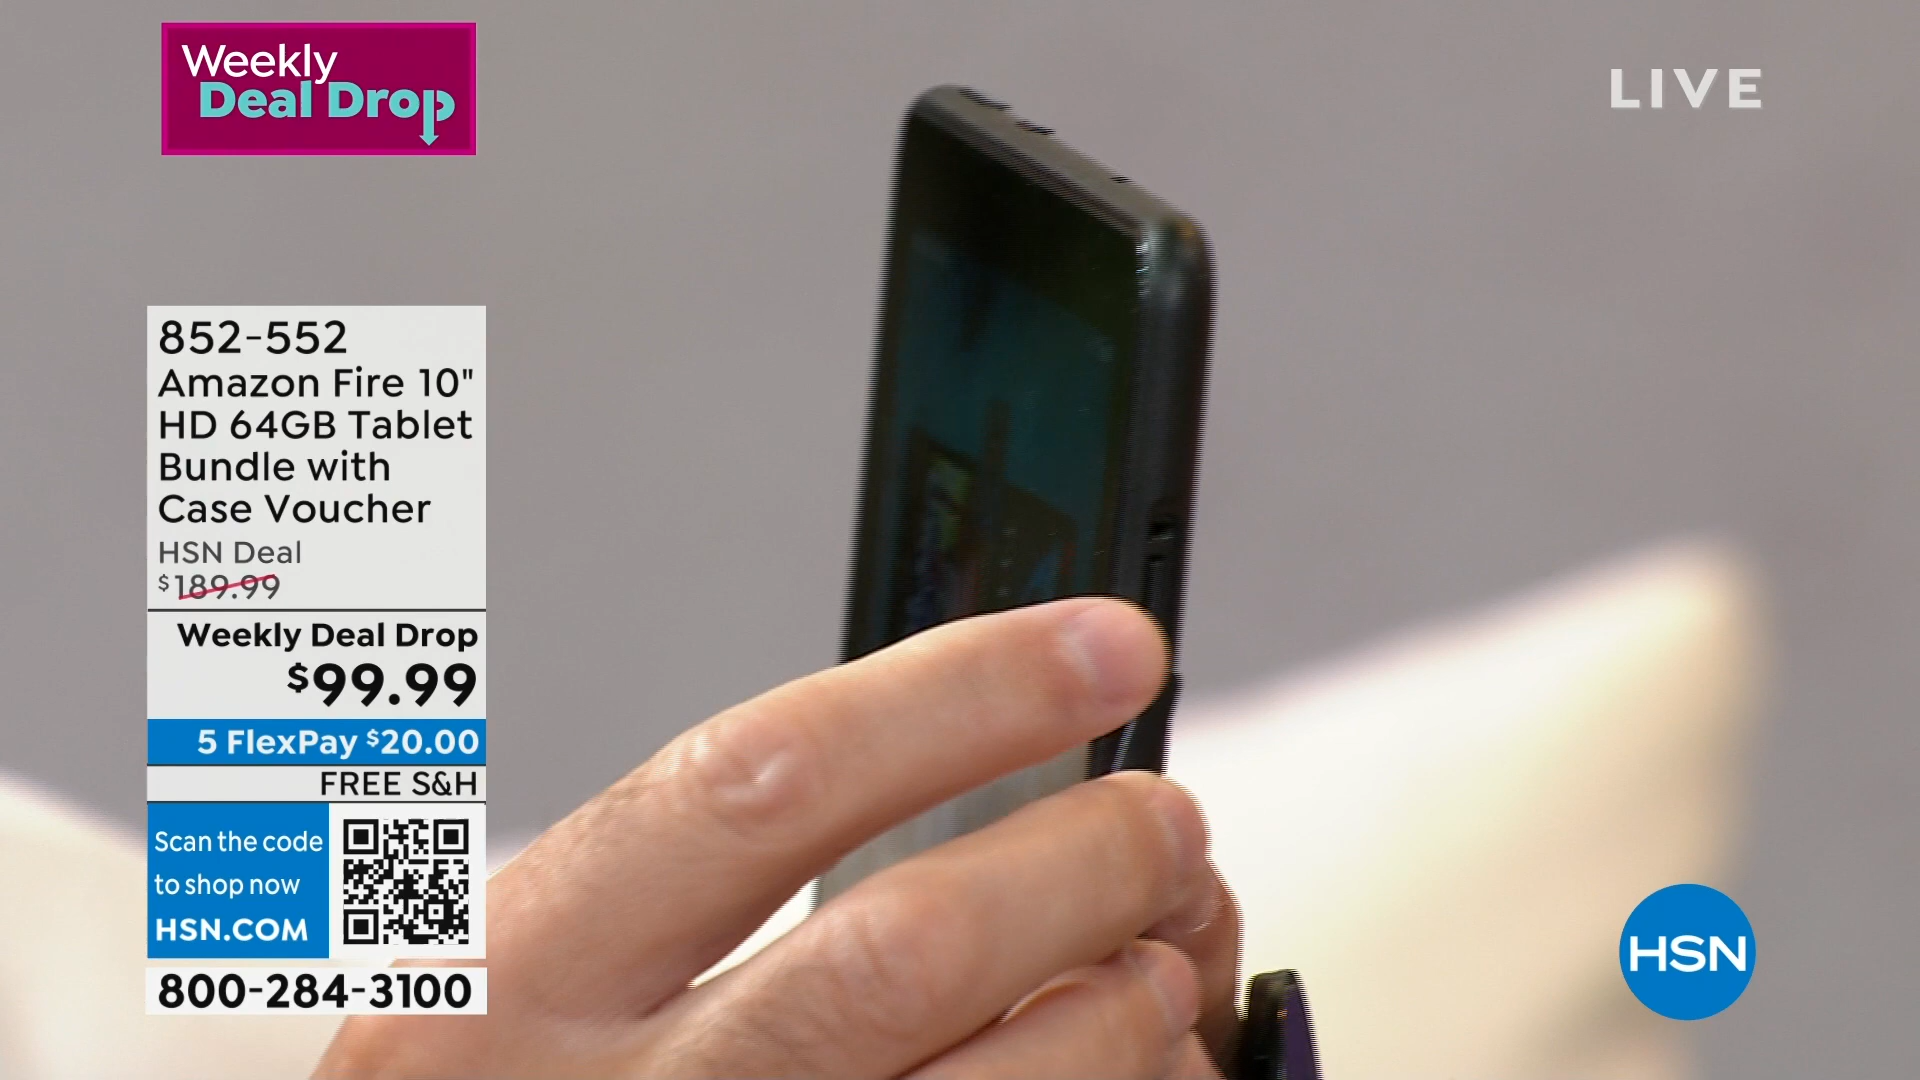 Weekly
Deal Drop
LIVE
852-552
Amazon Fire 10"
HD 64GB Tablet
Bundle with
Case Voucher
HSN Deal
$189.99
Weekly Deal Drop
$99.99
5 FlexPay $20.00
FREE S&H
Scan the code
to shop now
HSN.COM
800-284-3100
HSN